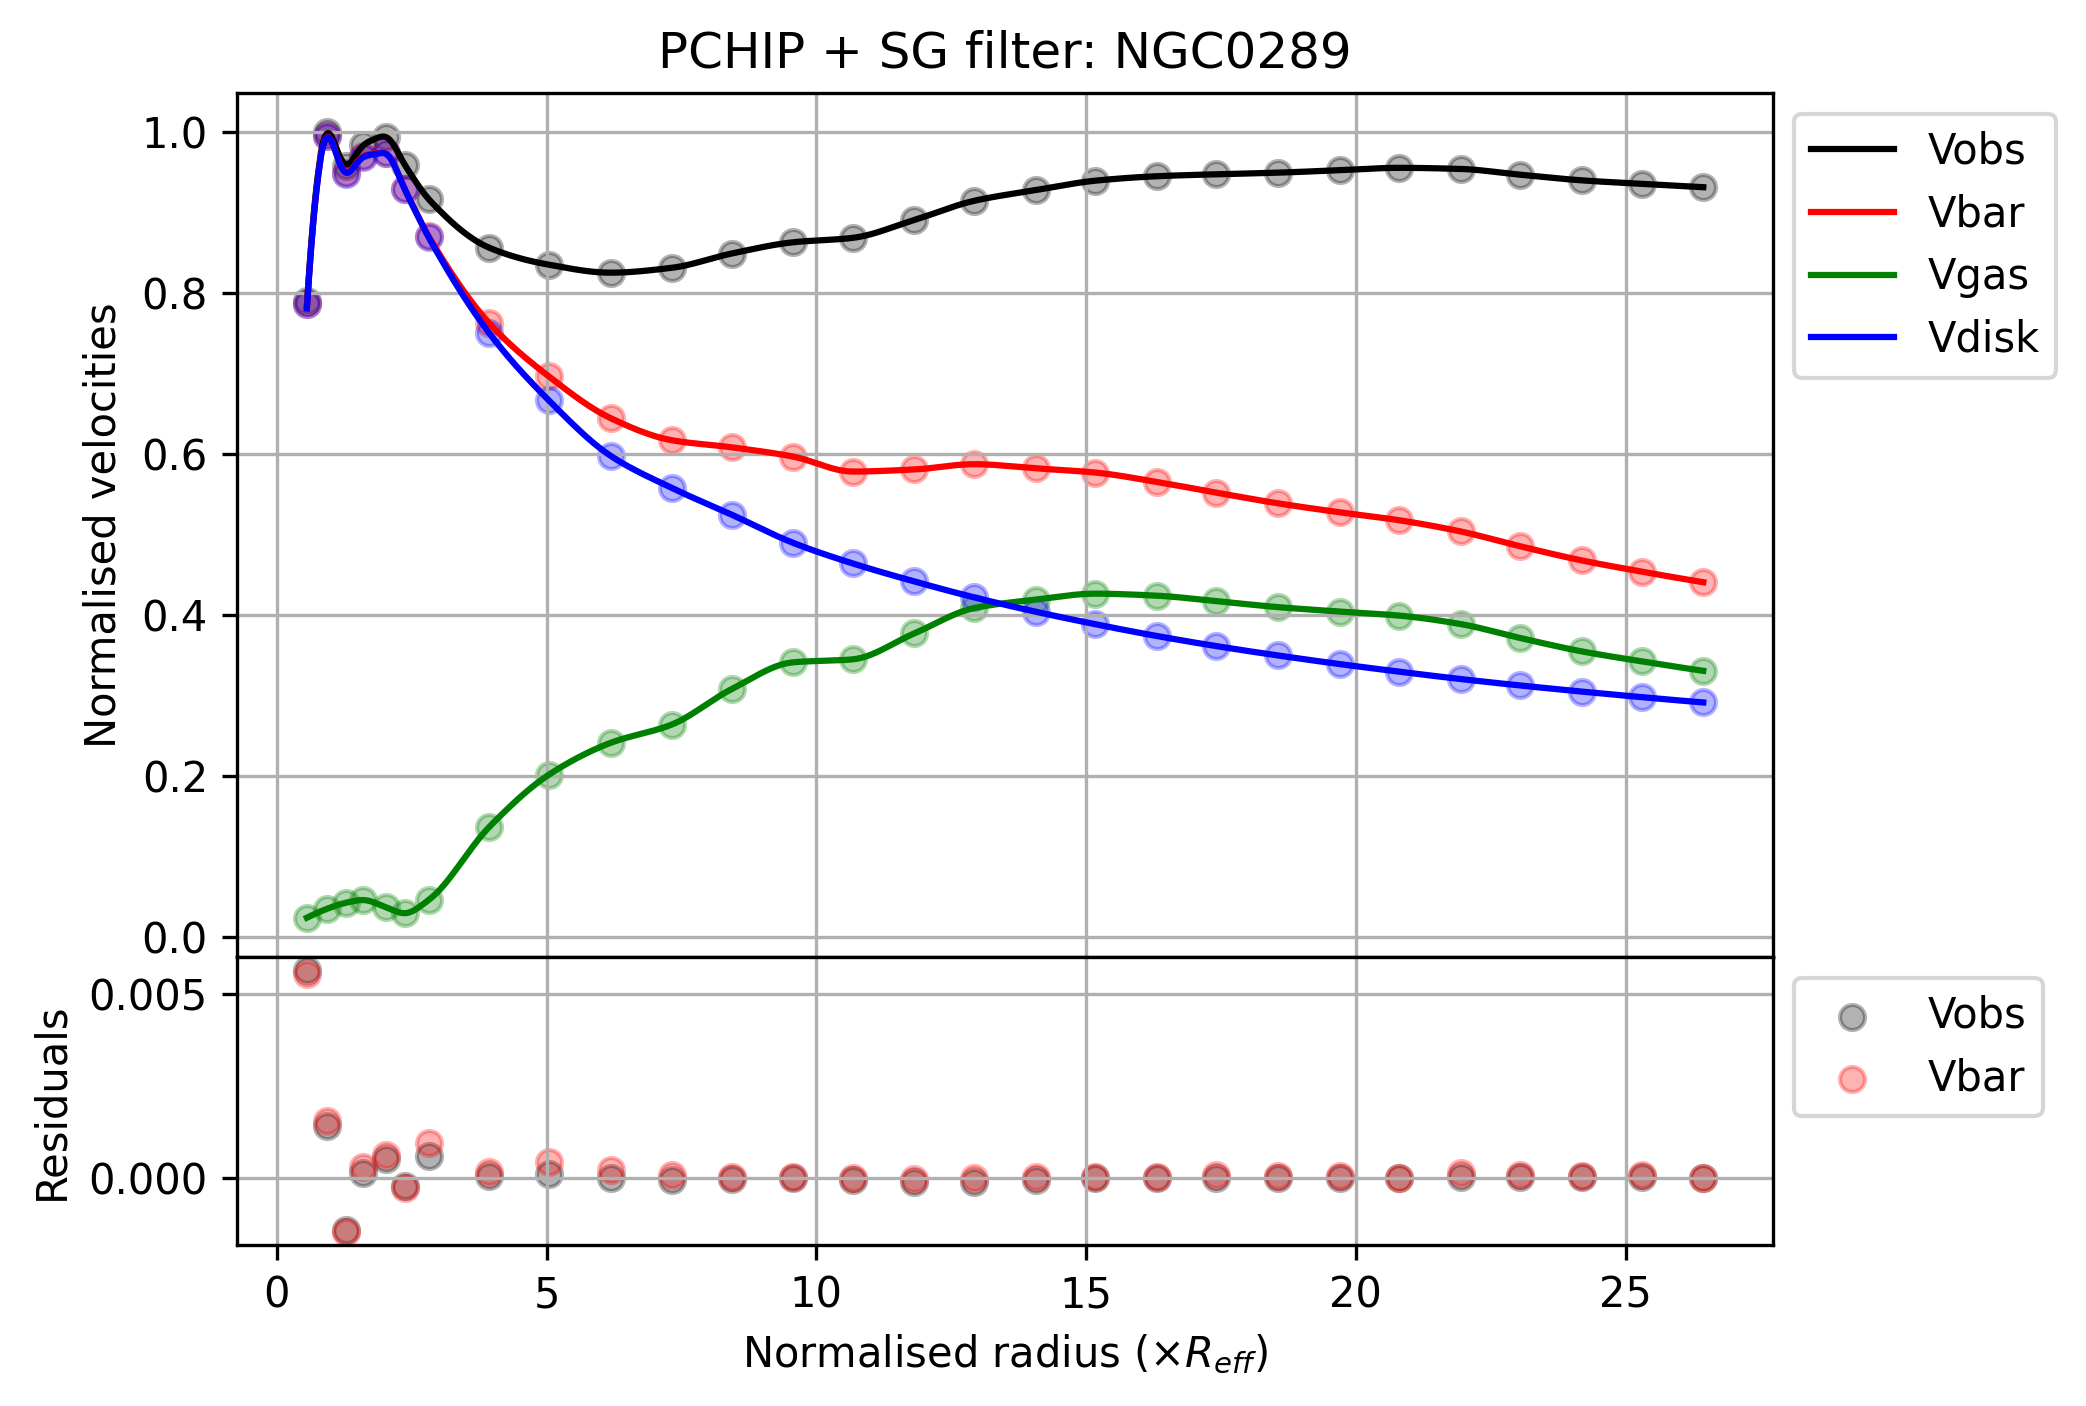 PCHIP + SG filter: NGC0289
Normalised velocities
1.0
0.8
0.6
0.4
0.2
0.0
Vobs
Vbar
Vgas
Vdisk
Residuals
0.005
0.000
Vobs
Vbar
0 5 10 15 20 25
Normalised radius (×R_eff)